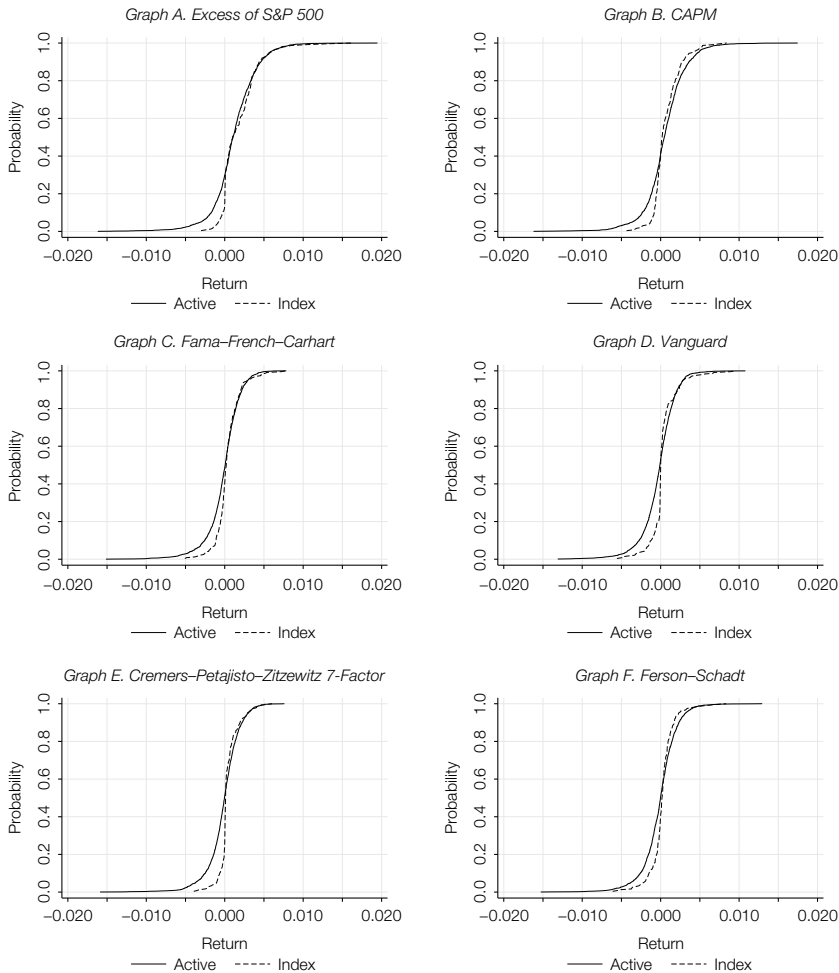 Graph A. Excess of S&P 500
Probability
1.0
0.8
0.6
0.4
0.2
0.0
−0.020 −0.010 0.000 0.010 0.020
Return
Active Index
Graph B. CAPM
Probability
1.0
0.8
0.6
0.4
0.2
0.0
−0.020 −0.010 0.000 0.010 0.020
Return
Active Index
Graph C. Fama–French–Carhart
Probability
1.0
0.8
0.6
0.4
0.2
0.0
−0.020 −0.010 0.000 0.010 0.020
Return
Active Index
Graph D. Vanguard
Probability
1.0
0.8
0.6
0.4
0.2
0.0
−0.020 −0.010 0.000 0.010 0.020
Return
Active Index
Graph E. Cremers–Petajisto–Zitzewitz 7-Factor
Probability
1.0
0.8
0.6
0.4
0.2
0.0
−0.020 −0.010 0.000 0.010 0.020
Return
Active Index
Graph F. Ferson–Schadt
Probability
1.0
0.8
0.6
0.4
0.2
0.0
−0.020 −0.010 0.000 0.010 0.020
Return
Active Index